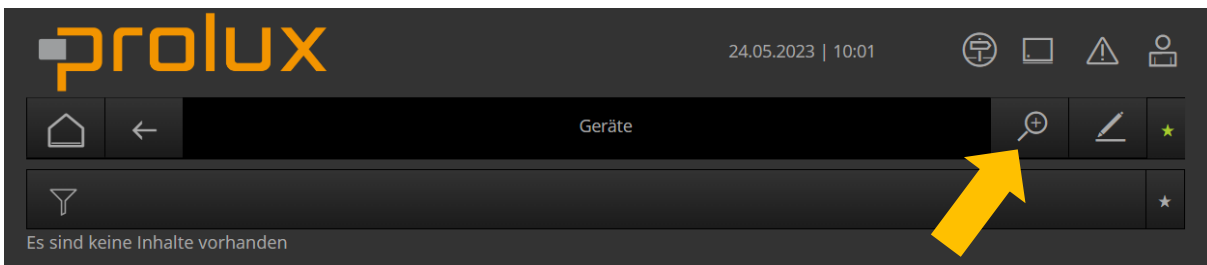 prolux
24.05.2023 | 10:01
Geräte
Es sind keine Inhalte vorhanden